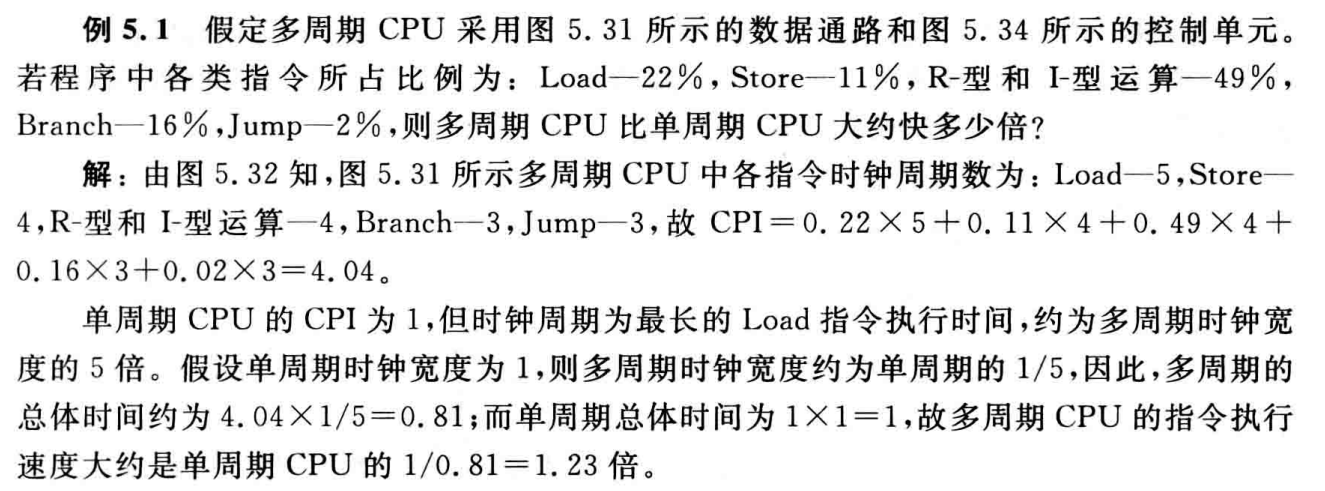 例 5.1 假定多周期 CPU 采用图 5.31 所示的数据通路和图 5.34 所示的控制单元。
若程序中各类指令所占比例为：Load—22%，Store—11%，R-型和 I-型运算—49%，
Branch—16%，Jump—2%，则多周期 CPU 比单周期 CPU 大约快多少倍？
解：由图 5.32 知，图 5.31 所示多周期 CPU 中各指令时钟周期数为：Load—5，Store—
4，R-型和 I-型运算—4，Branch—3，Jump—3，故 CPI＝0.22×5＋0.11×4＋0.49×4＋
0.16×3＋0.02×3＝4.04。
单周期 CPU 的 CPI 为 1，但时钟周期为最长的 Load 指令执行时间，约为多周期时钟宽
度的 5 倍。假设单周期时钟宽度为 1，则多周期时钟宽度约为单周期的 1/5，因此，多周期的
总体时间约为 4.04×1/5＝0.81；而单周期总体时间为 1×1＝1，故多周期 CPU 的指令执行
速度大约是单周期 CPU 的 1/0.81＝1.23 倍。